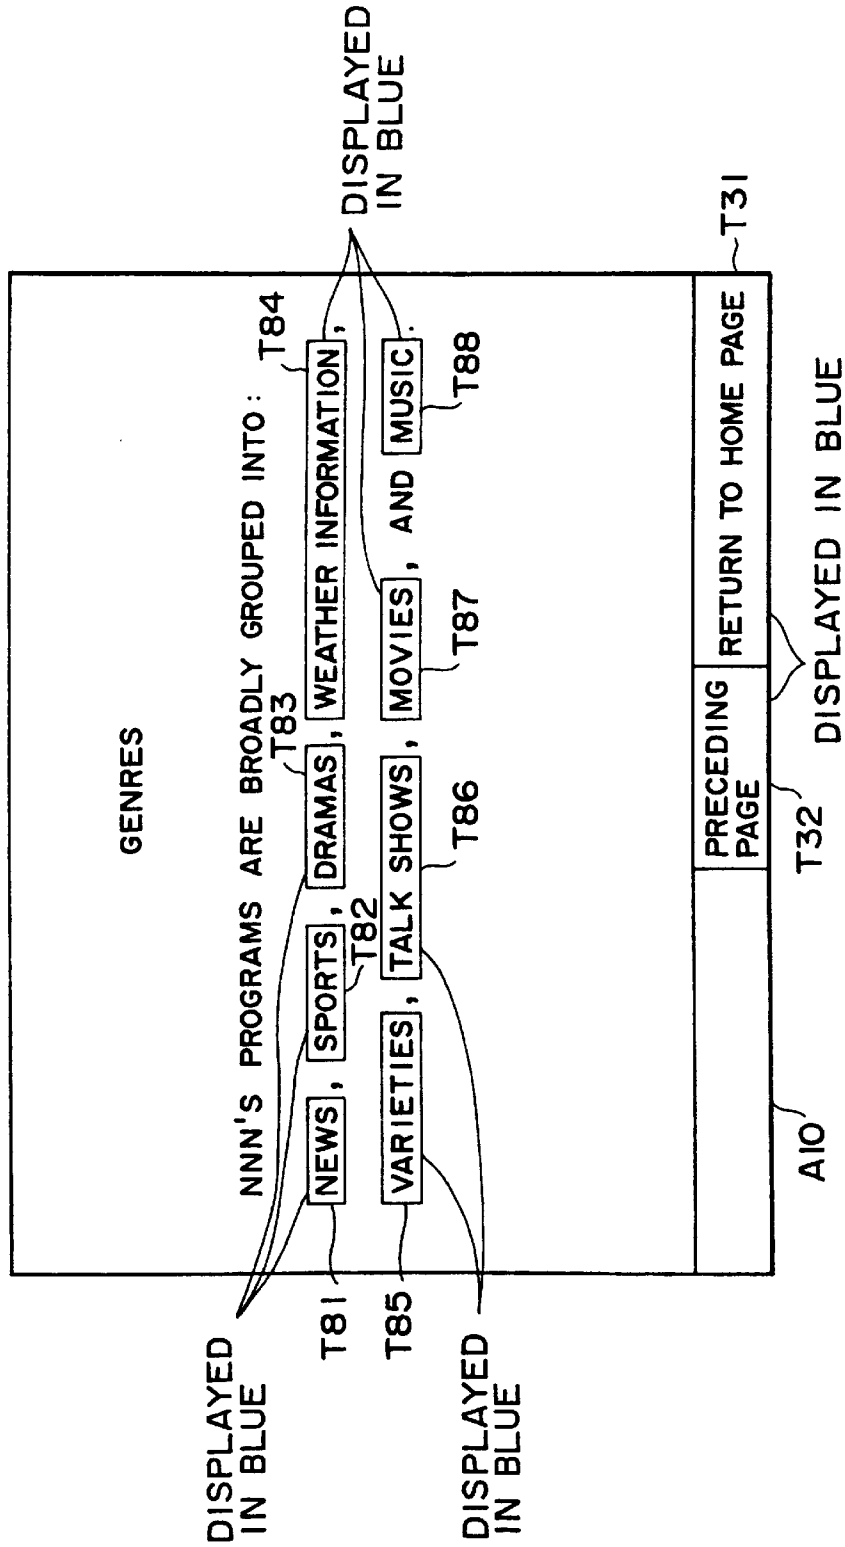 GENRES
NNN'S PROGRAMS ARE BROADLY GROUPED INTO:
T84
T83
NEWS, SPORTS, DRAMAS, WEATHER INFORMATION,
T82
VARIETIES, TALK SHOWS, MOVIES, AND MUSIC.
T86
T87
T88
DISPLAYED
IN BLUE
T81
T85
DISPLAYED
IN BLUE
DISPLAYED
IN BLUE
PRECEDING
PAGE
RETURN TO HOME PAGE
T31
A10
T32
DISPLAYED IN BLUE